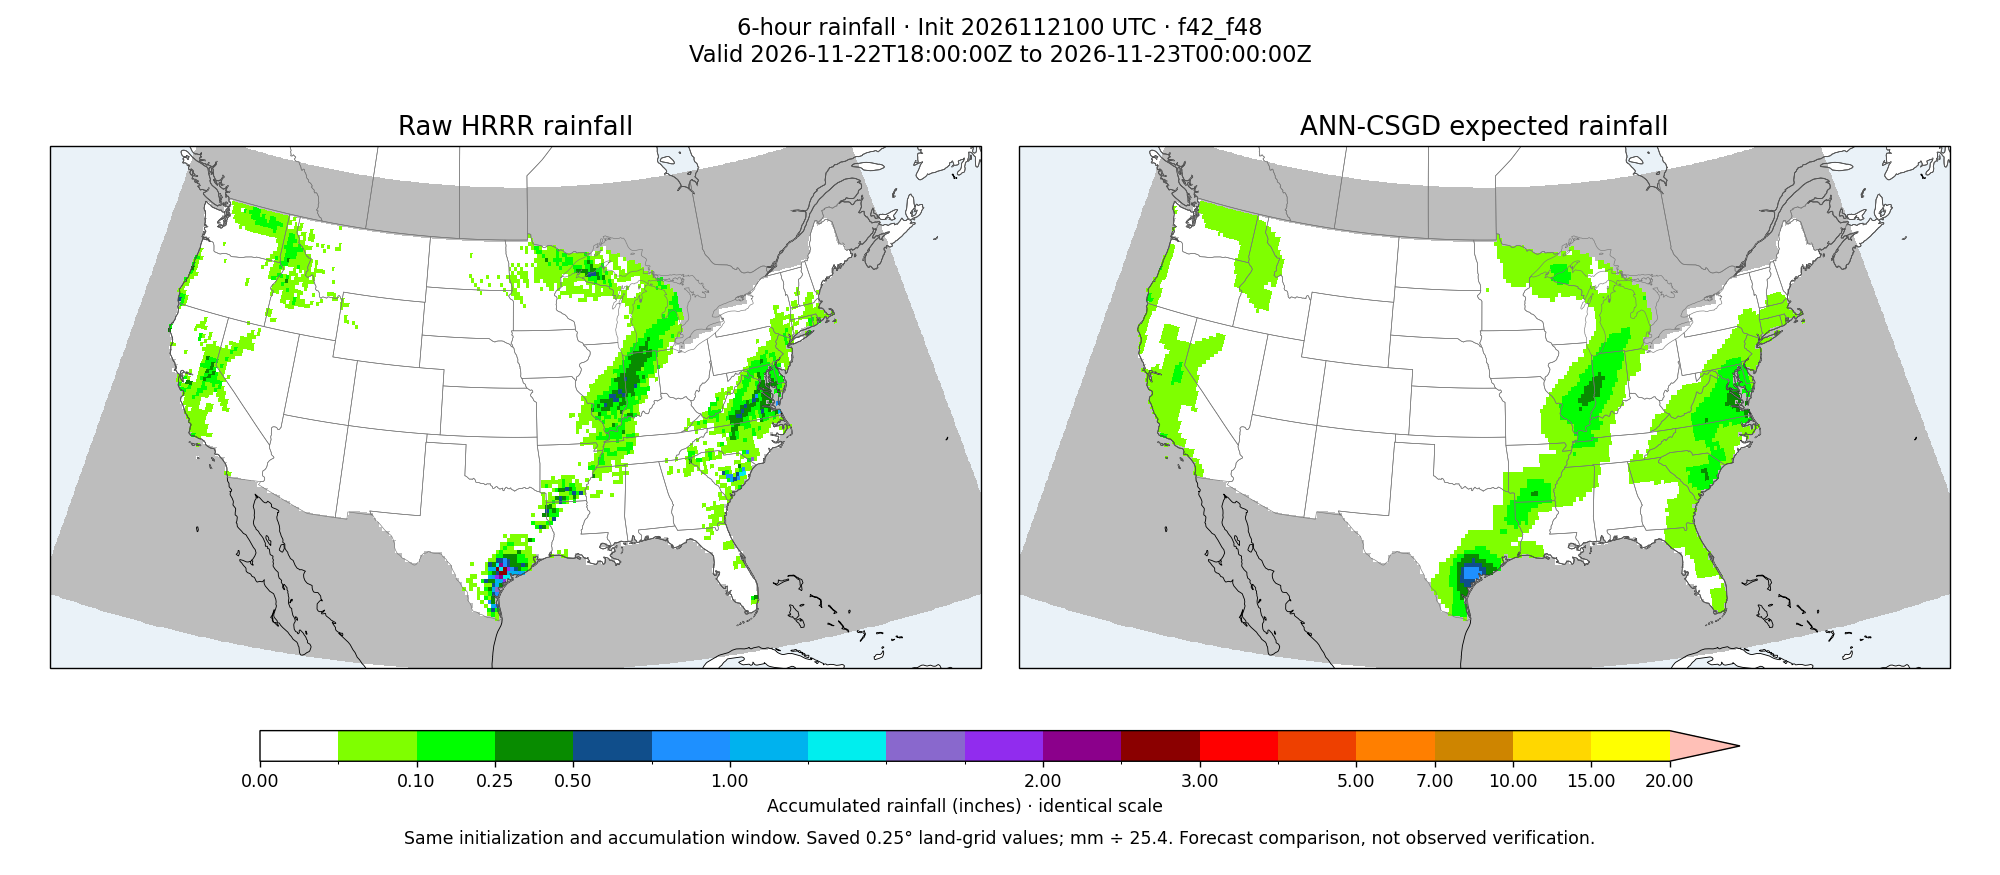 6-hour rainfall · Init 2026112100 UTC · f42_f48
Valid 2026-11-22T18:00:00Z to 2026-11-23T00:00:00Z
Raw HRRR rainfall
ANN-CSGD expected rainfall
0.00 0.10 0.25 0.50 1.00 2.00 3.00 5.00 7.00 10.00 15.00 20.00
Accumulated rainfall (inches) · identical scale
Same initialization and accumulation window. Saved 0.25° land-grid values; mm ÷ 25.4. Forecast comparison, not observed verification.